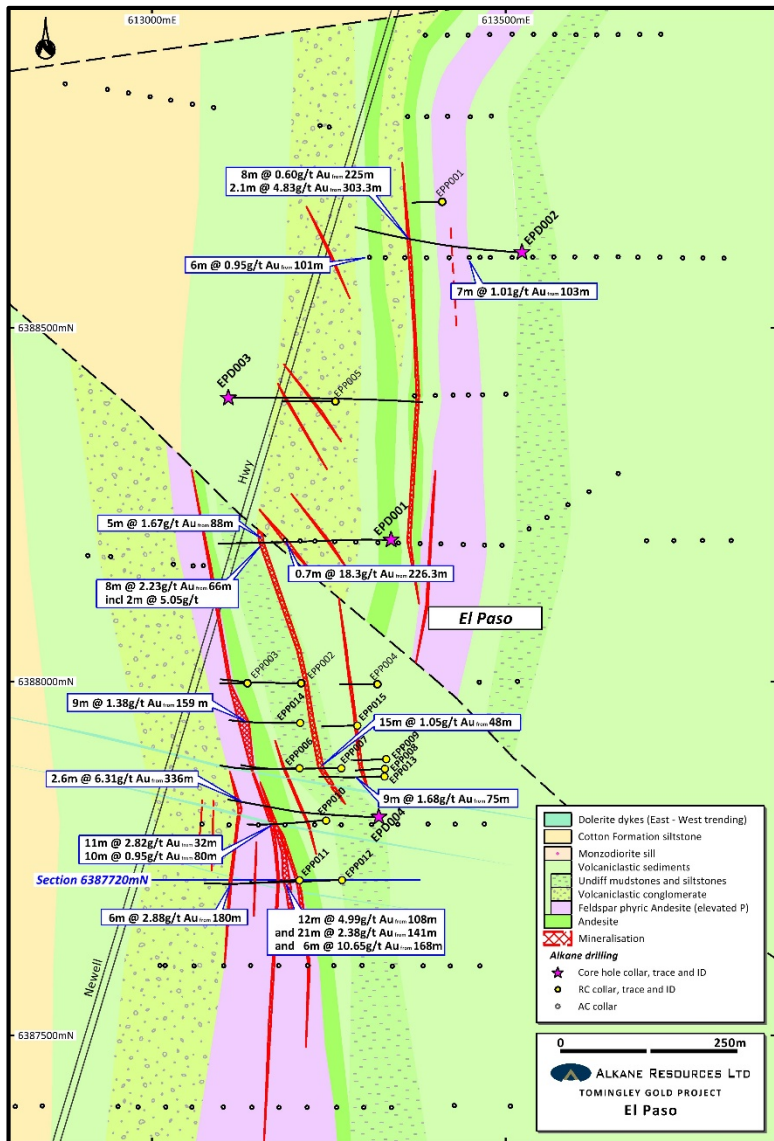 613000mE
613500mE
8m @ 0.60g/t Au from 225m
2.1m @ 4.83g/t Au from 303.3m
EPP001
EPD002
6m @ 0.95g/t Au from 101m
7m @ 1.01g/t Au from 103m
6388500mN
EPD003
EPP005
Hwy
5m @ 1.67g/t Au from 88m
EPD001
8m @ 2.23g/t Au from 66m
incl 2m @ 5.05g/t
0.7m @ 18.3g/t Au from 226.3m
El Paso
6388000mN
EPP003
EPP002
EPP004
9m @ 1.38g/t Au from 159 m
EPP014
EPP015
15m @ 1.05g/t Au from 48m
EPP006
EPP007
EPP009
EPP008
EPP013
2.6m @ 6.31g/t Au from 336m
9m @ 1.68g/t Au from 75m
EPP010
EPD004
11m @ 2.82g/t Au from 32m
10m @ 0.95g/t Au from 80m
EPP011
EPP012
Section 6387720mN
6m @ 2.88g/t Au from 180m
12m @ 4.99g/t Au from 108m
and 21m @ 2.38g/t Au from 141m
and 6m @ 10.65g/t Au from 168m
Newell
6387500mN
Dolerite dykes (East - West trending)
Cotton Formation siltstone
Monzodiorite sill
Volcaniclastic sediments
Undiff mudstones and siltstones
Volcaniclastic conglomerate
Feldspar phyric Andesite (elevated P)
Andesite
Mineralisation
Alkane drilling
Core hole collar, trace and ID
RC collar, trace and ID
AC collar
0
250m
ALKANE RESOURCES LTD
TOMINGLEY GOLD PROJECT
El Paso